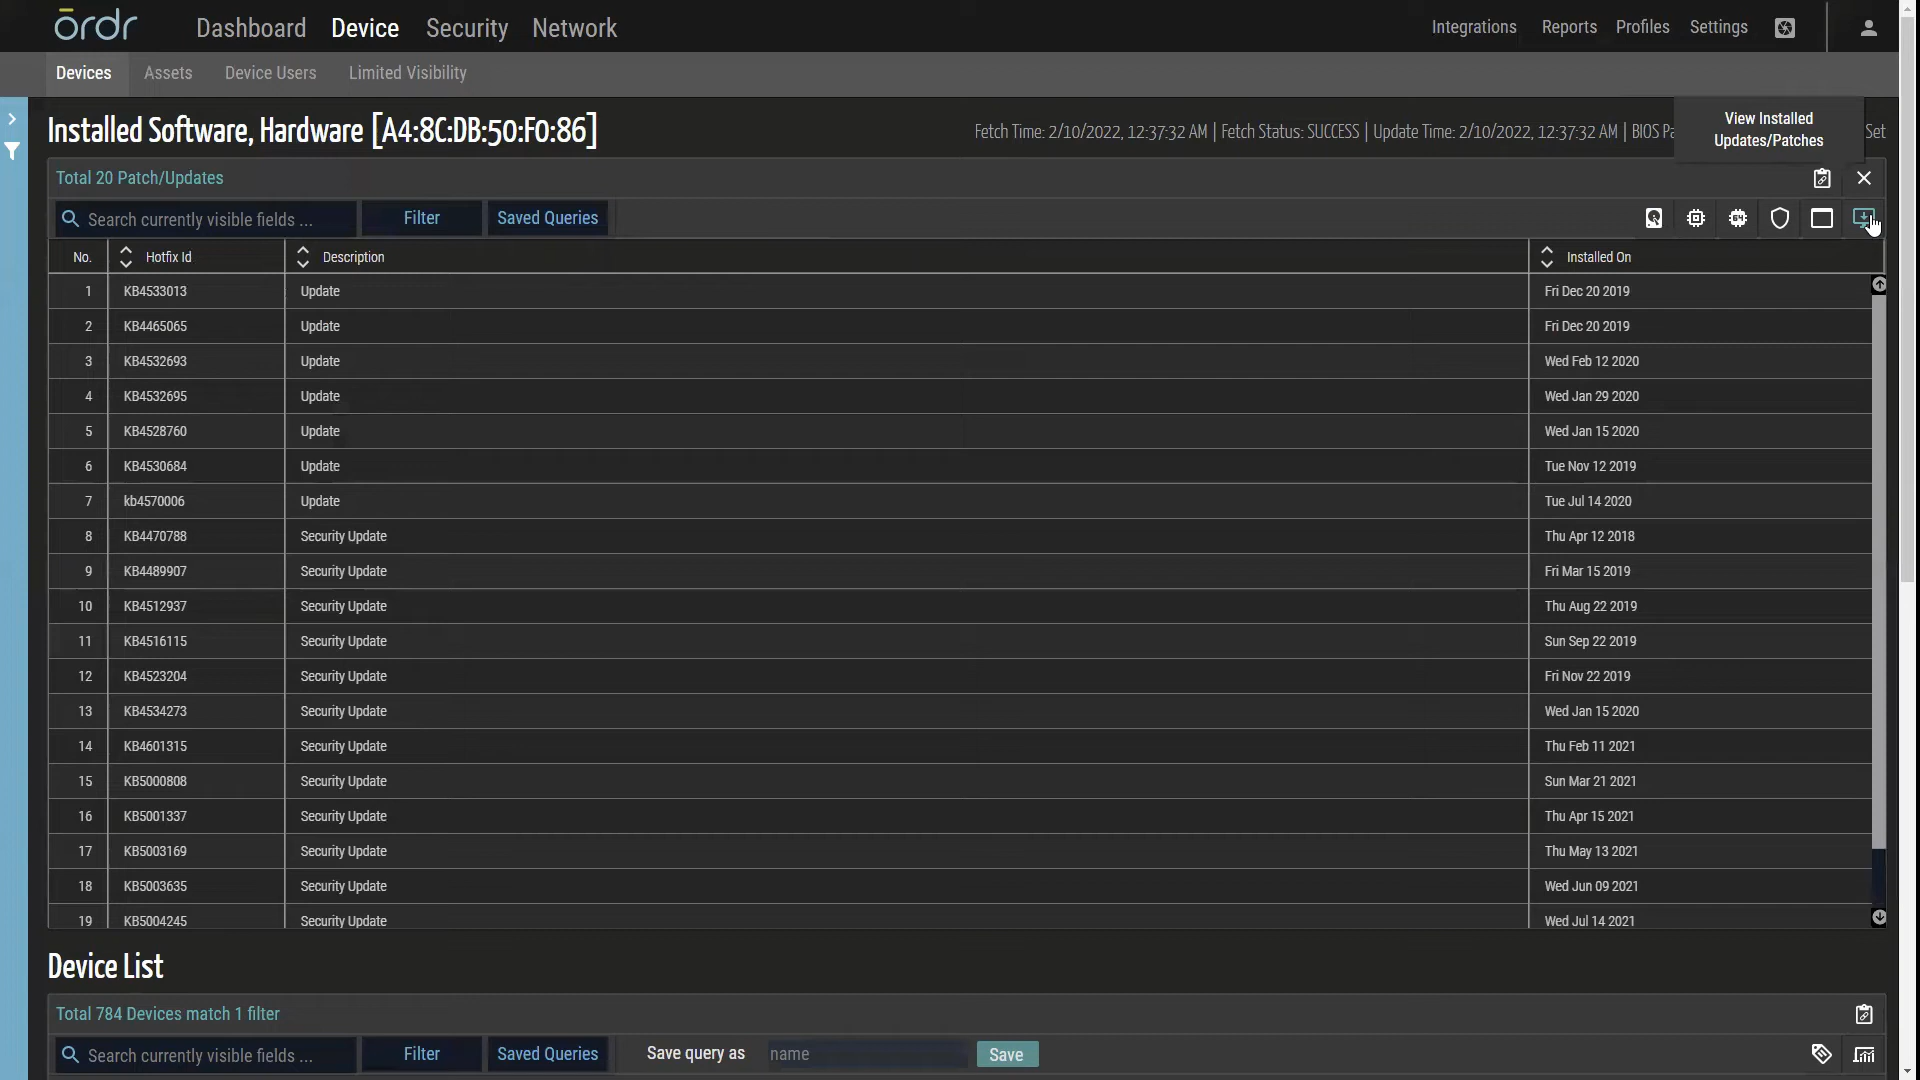 ōrdr Dashboard Device Security Network Integrations Reports Profiles Settings
Devices Assets Device Users Limited Visibility
Installed Software, Hardware [A4:8C:DB:50:F0:86]
Fetch Time: 2/10/2022, 12:37:32 AM | Fetch Status: SUCCESS | Update Time: 2/10/2022, 12:37:32 AM | BIOS Pa Set
View Installed
Updates/Patches
Total 20 Patch/Updates
Search currently visible fields ... Filter Saved Queries
No. Hotfix Id Description Installed On
1 KB4533013 Update Fri Dec 20 2019
2 KB4465065 Update Fri Dec 20 2019
3 KB4532693 Update Wed Feb 12 2020
4 KB4532695 Update Wed Jan 29 2020
5 KB4528760 Update Wed Jan 15 2020
6 KB4530684 Update Tue Nov 12 2019
7 kb4570006 Update Tue Jul 14 2020
8 KB4470788 Security Update Thu Apr 12 2018
9 KB4489907 Security Update Fri Mar 15 2019
10 KB4512937 Security Update Thu Aug 22 2019
11 KB4516115 Security Update Sun Sep 22 2019
12 KB4523204 Security Update Fri Nov 22 2019
13 KB4534273 Security Update Wed Jan 15 2020
14 KB4601315 Security Update Thu Feb 11 2021
15 KB5000808 Security Update Sun Mar 21 2021
16 KB5001337 Security Update Thu Apr 15 2021
17 KB5003169 Security Update Thu May 13 2021
18 KB5003635 Security Update Wed Jun 09 2021
19 KB5004245 Security Update Wed Jul 14 2021
Device List
Total 784 Devices match 1 filter
Search currently visible fields ... Filter Saved Queries Save query as name Save